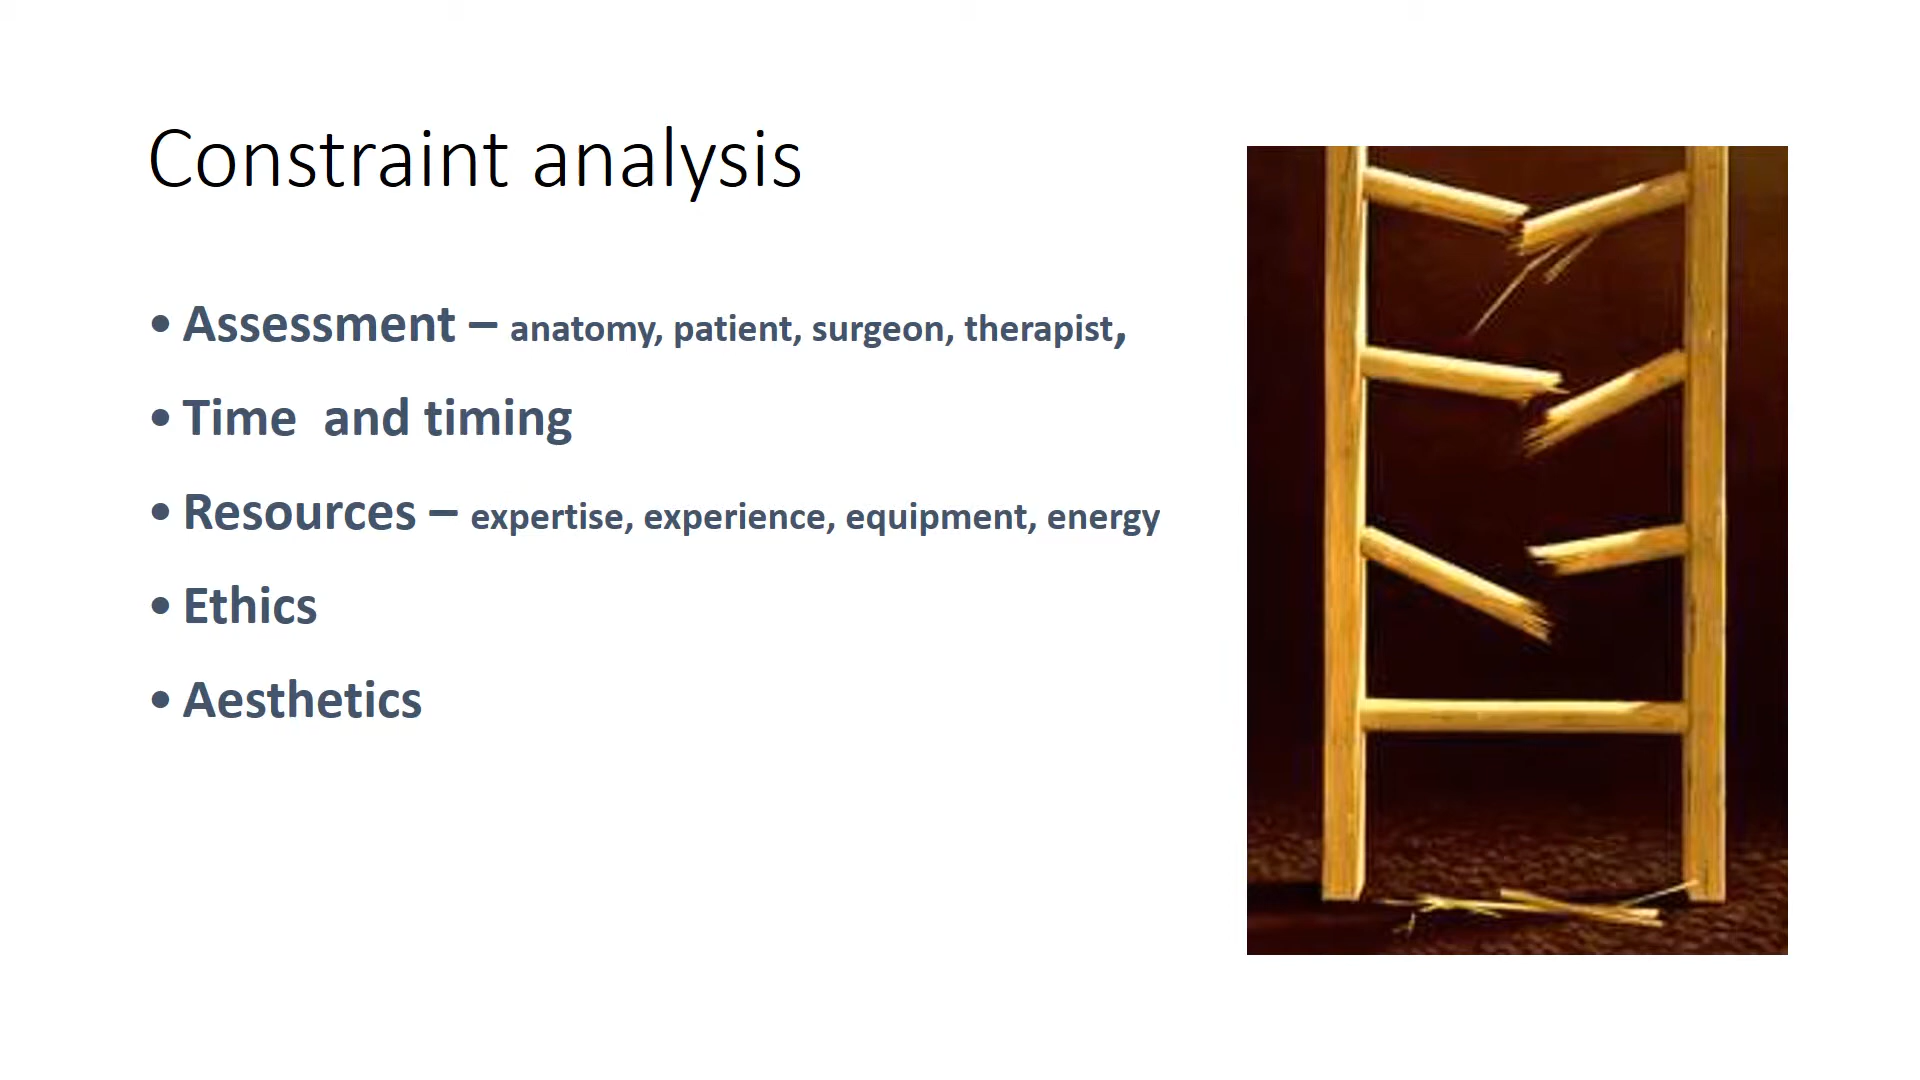 Constraint analysis
• Assessment – anatomy, patient, surgeon, therapist,
• Time  and timing
• Resources – expertise, experience, equipment, energy
• Ethics
• Aesthetics